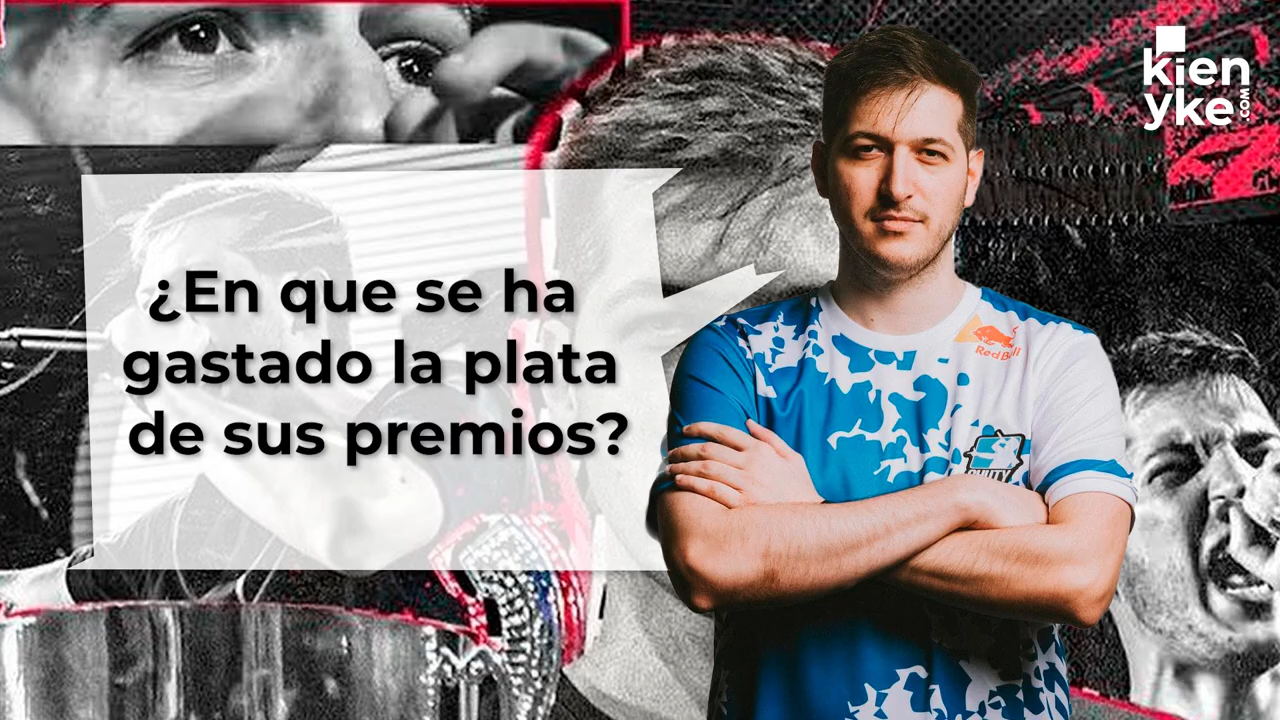 kien
yke.com
¿En que se ha
gastado la plata
de sus premios?
Red Bull